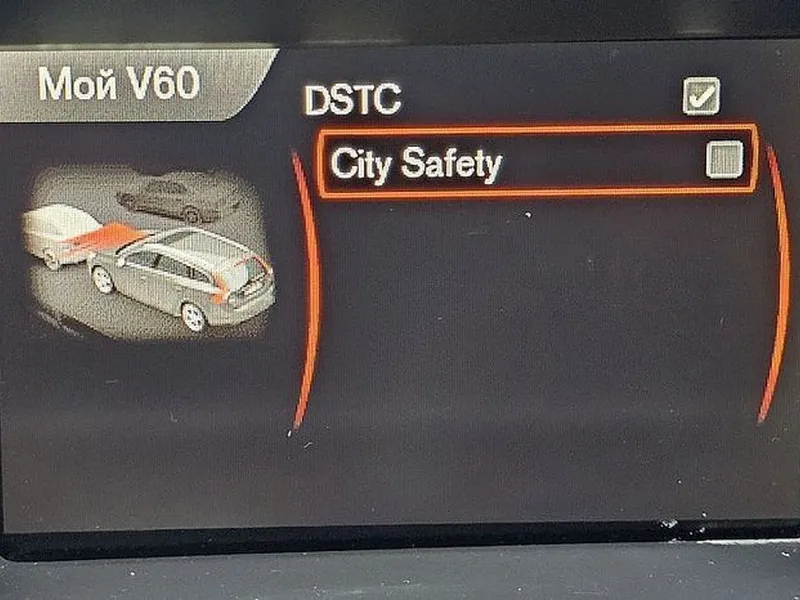 Мой V60
DSTC
City Safety